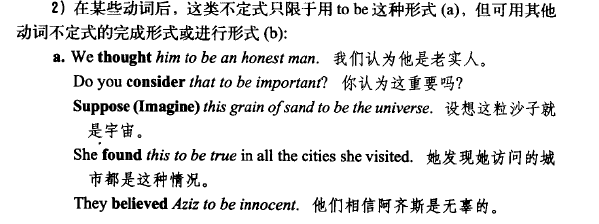 2）在某些动词后，这类不定式只限于用 to be 这种形式 (a)，但可用其他
动词不定式的完成形式或进行形式 (b):
a. We thought him to be an honest man. 我们认为他是老实人。
Do you consider that to be important? 你认为这重要吗？
Suppose (Imagine) this grain of sand to be the universe. 设想这粒沙子就
是宇宙。
She found this to be true in all the cities she visited. 她发现她访问的城
市都是这种情况。
They believed Aziz to be innocent. 他们相信阿齐斯是无辜的。